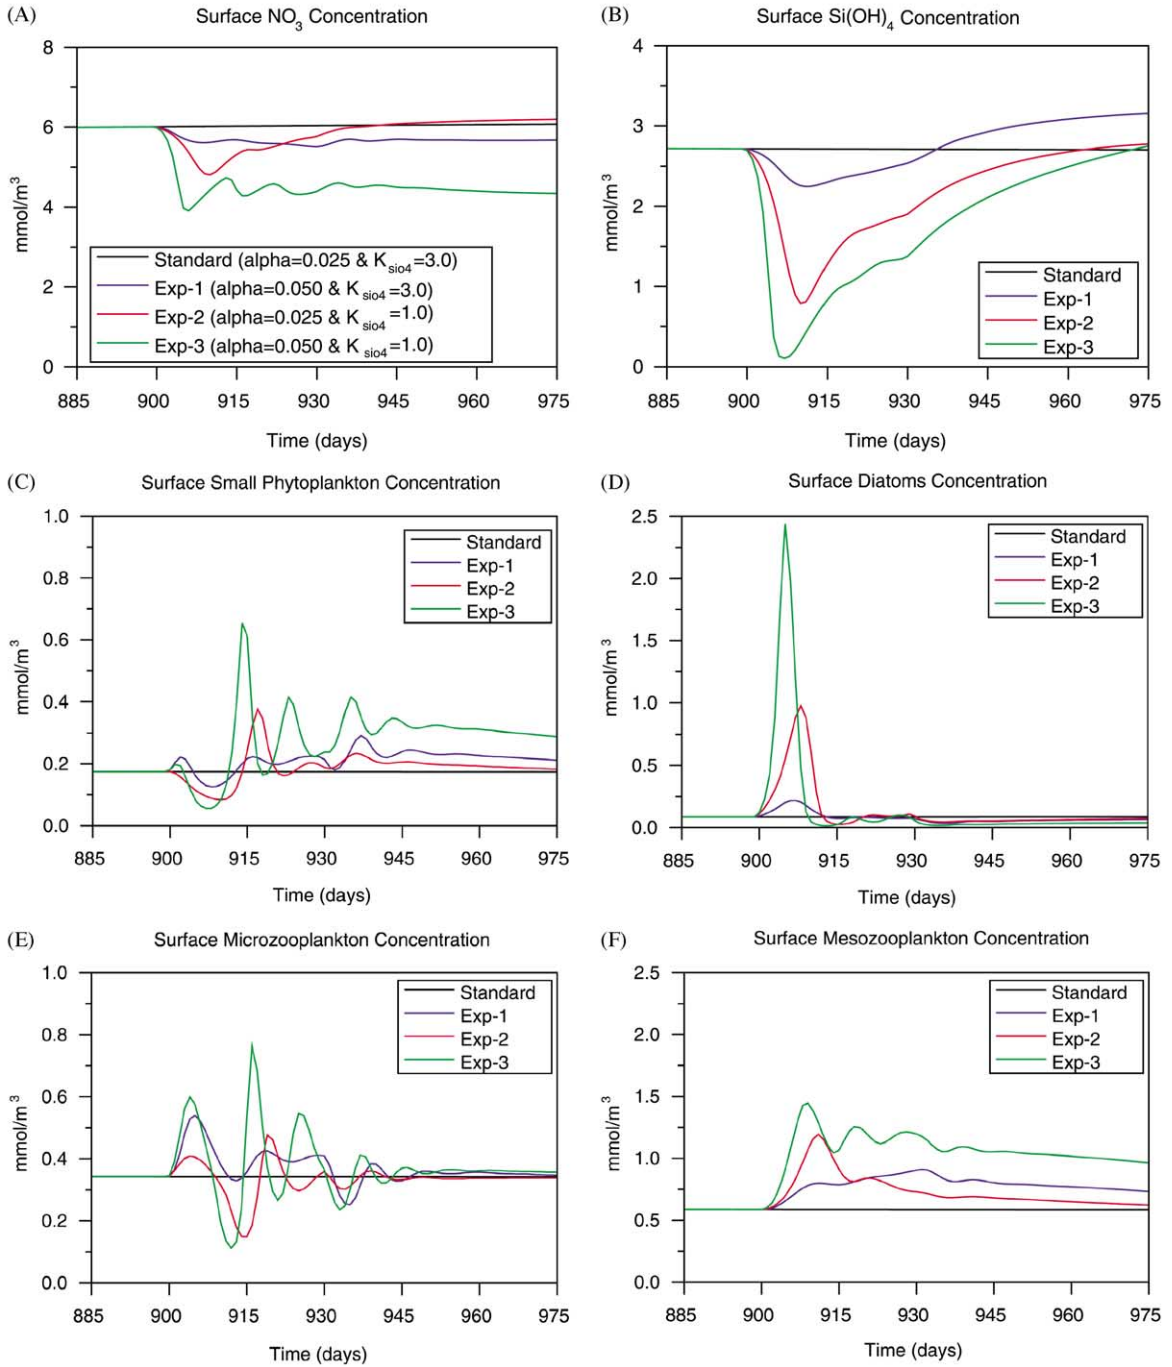 (A)
Surface NO3 Concentration
8
6
4
2
0
mmol/m3
Standard (alpha=0.025 & Ksio4=3.0)
Exp-1 (alpha=0.050 & Ksio4=3.0)
Exp-2 (alpha=0.025 & Ksio4=1.0)
Exp-3 (alpha=0.050 & Ksio4=1.0)
885 900 915 930 945 960 975
Time (days)
(B)
Surface Si(OH)4 Concentration
4
3
2
1
0
mmol/m3
Standard
Exp-1
Exp-2
Exp-3
885 900 915 930 945 960 975
Time (days)
(C)
Surface Small Phytoplankton Concentration
1.0
0.8
0.6
0.4
0.2
0.0
mmol/m3
Standard
Exp-1
Exp-2
Exp-3
885 900 915 930 945 960 975
Time (days)
(D)
Surface Diatoms Concentration
2.5
2.0
1.5
1.0
0.5
0.0
mmol/m3
Standard
Exp-1
Exp-2
Exp-3
885 900 915 930 945 960 975
Time (days)
(E)
Surface Microzooplankton Concentration
1.0
0.8
0.6
0.4
0.2
0.0
mmol/m3
Standard
Exp-1
Exp-2
Exp-3
885 900 915 930 945 960 975
Time (days)
(F)
Surface Mesozooplankton Concentration
2.5
2.0
1.5
1.0
0.5
0.0
mmol/m3
Standard
Exp-1
Exp-2
Exp-3
885 900 915 930 945 960 975
Time (days)